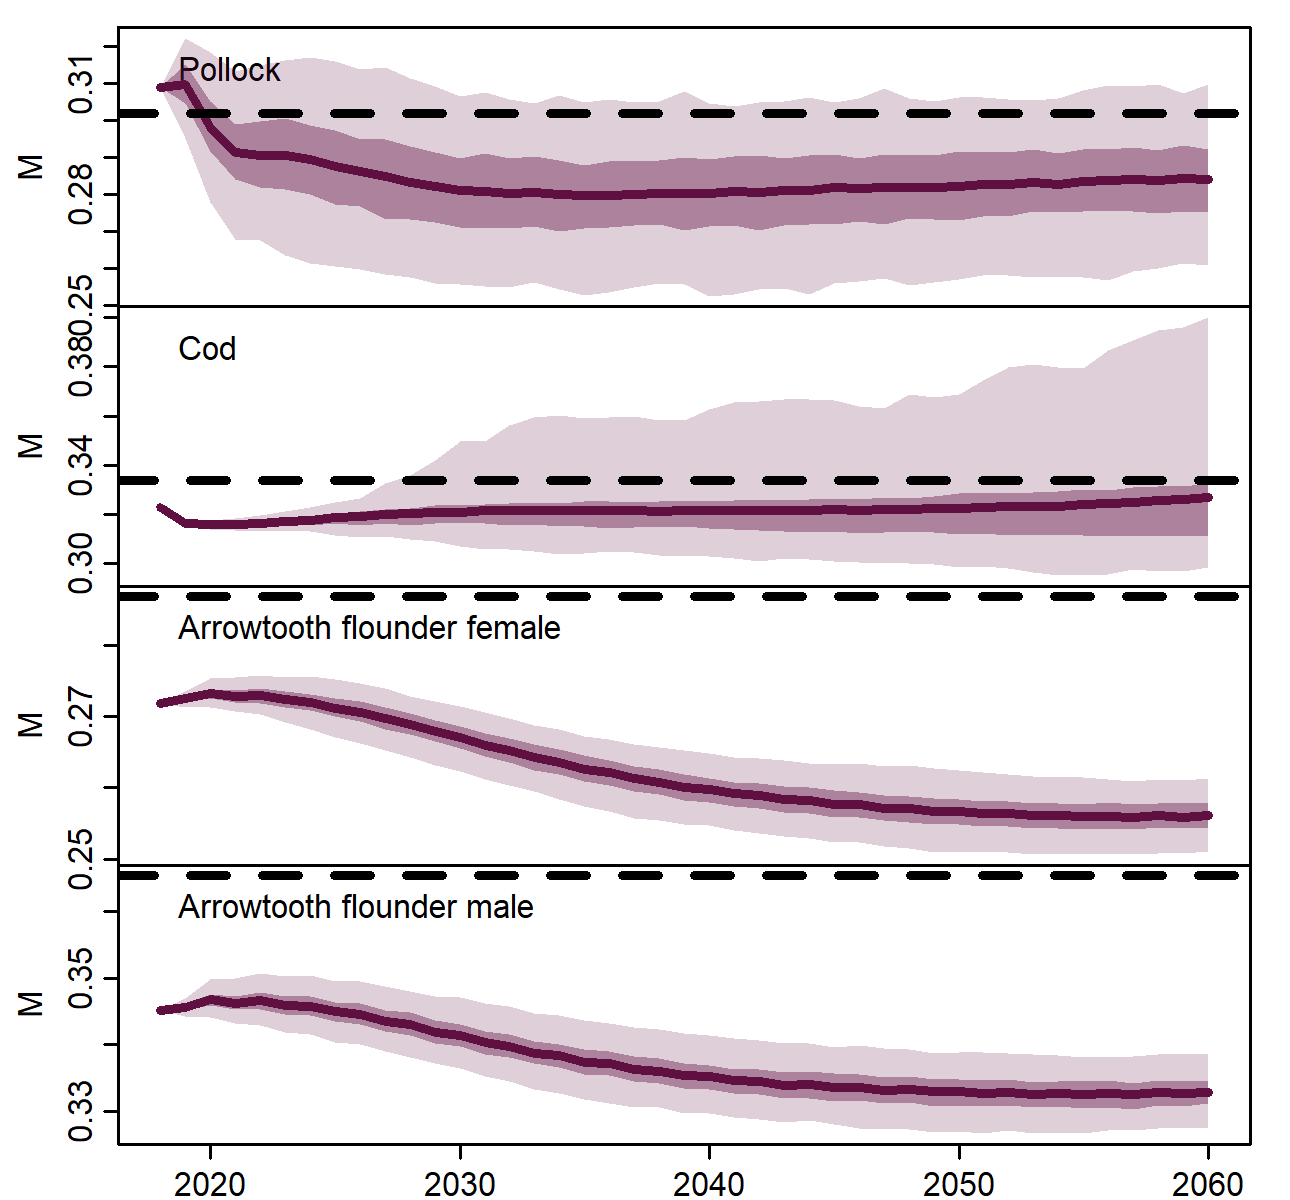 Pollock
M
0.31
0.28
0.25
Cod
M
0.38
0.34
0.30
Arrowtooth flounder female
M
0.27
0.25
Arrowtooth flounder male
M
0.35
0.33
2020 2030 2040 2050 2060